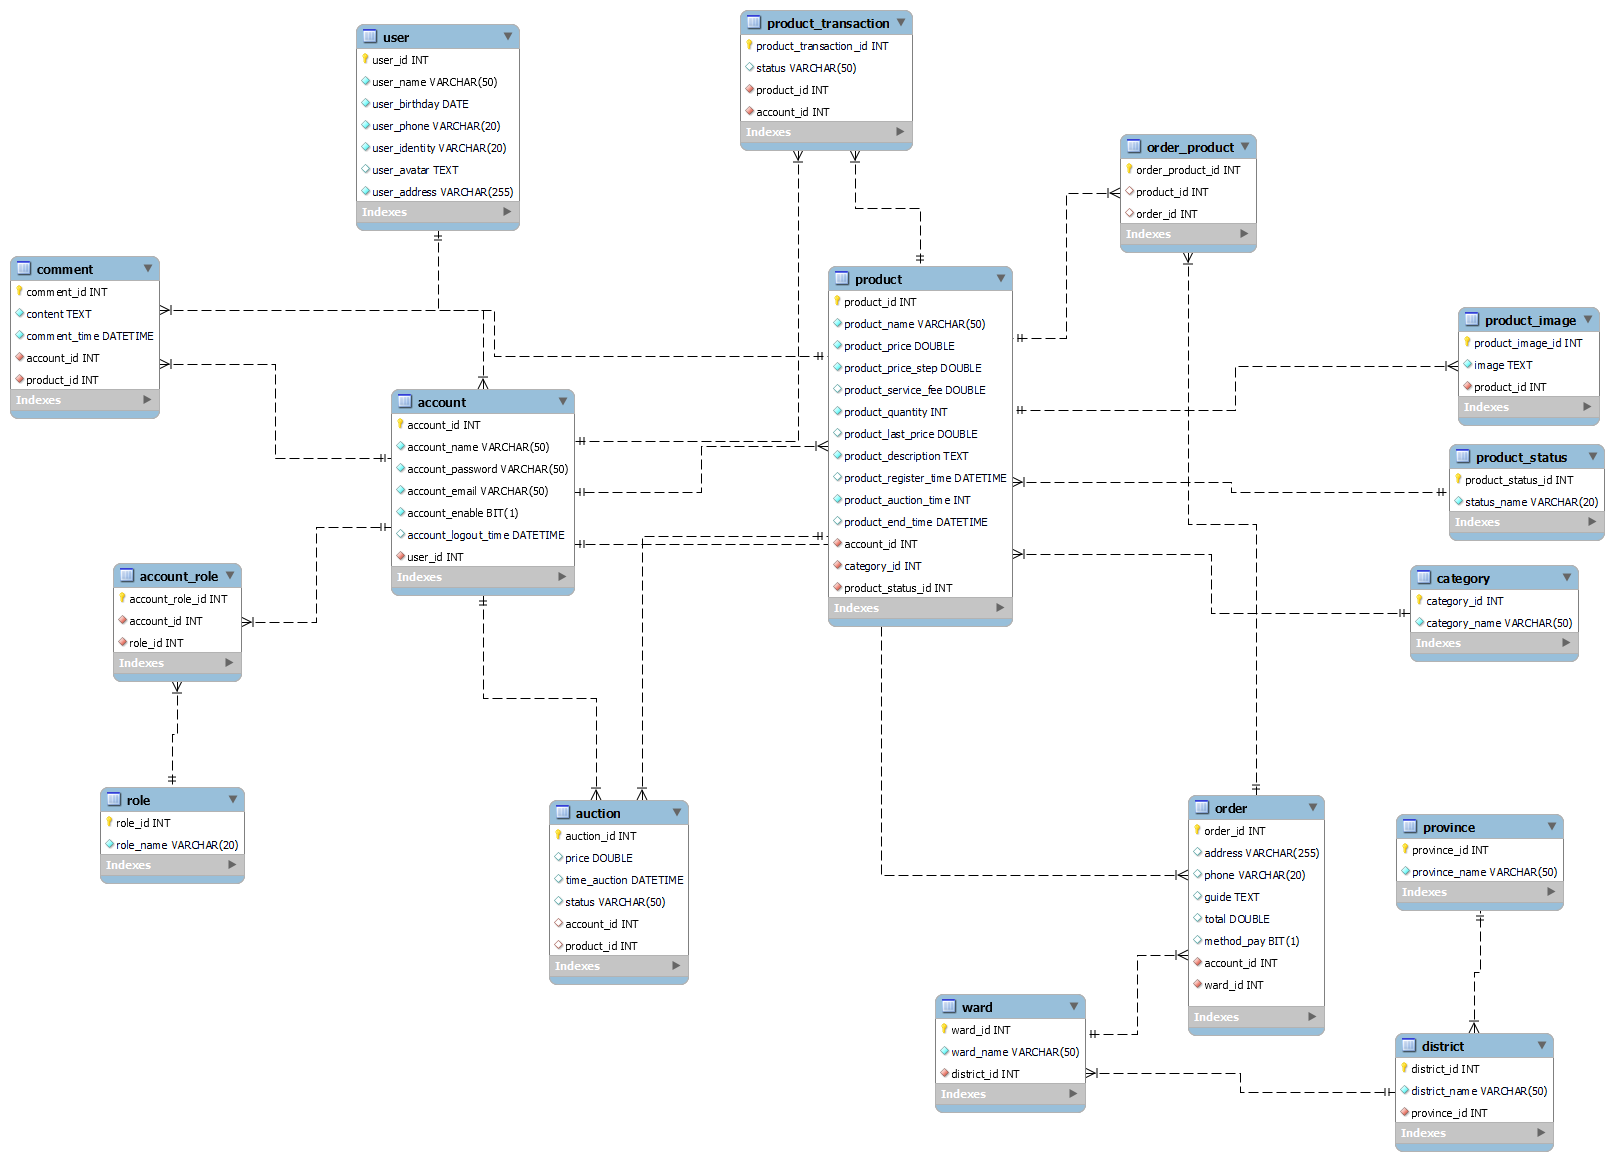 user
user_id INT
user_name VARCHAR(50)
user_birthday DATE
user_phone VARCHAR(20)
user_identity VARCHAR(20)
user_avatar TEXT
user_address VARCHAR(255)
Indexes
product_transaction
product_transaction_id INT
status VARCHAR(50)
product_id INT
account_id INT
Indexes
order_product
order_product_id INT
product_id INT
order_id INT
Indexes
comment
comment_id INT
content TEXT
comment_time DATETIME
account_id INT
product_id INT
Indexes
product
product_id INT
product_name VARCHAR(50)
product_price DOUBLE
product_price_step DOUBLE
product_service_fee DOUBLE
product_quantity INT
product_last_price DOUBLE
product_description TEXT
product_register_time DATETIME
product_auction_time INT
product_end_time DATETIME
account_id INT
category_id INT
product_status_id INT
Indexes
product_image
product_image_id INT
image TEXT
product_id INT
Indexes
account
account_id INT
account_name VARCHAR(50)
account_password VARCHAR(50)
account_email VARCHAR(50)
account_enable BIT(1)
account_logout_time DATETIME
user_id INT
Indexes
product_status
product_status_id INT
status_name VARCHAR(20)
Indexes
account_role
account_role_id INT
account_id INT
role_id INT
Indexes
category
category_id INT
category_name VARCHAR(50)
Indexes
role
role_id INT
role_name VARCHAR(20)
Indexes
auction
auction_id INT
price DOUBLE
time_auction DATETIME
status VARCHAR(50)
account_id INT
product_id INT
Indexes
order
order_id INT
address VARCHAR(255)
phone VARCHAR(20)
guide TEXT
total DOUBLE
method_pay BIT(1)
account_id INT
ward_id INT
Indexes
province
province_id INT
province_name VARCHAR(50)
Indexes
ward
ward_id INT
ward_name VARCHAR(50)
district_id INT
Indexes
district
district_id INT
district_name VARCHAR(50)
province_id INT
Indexes